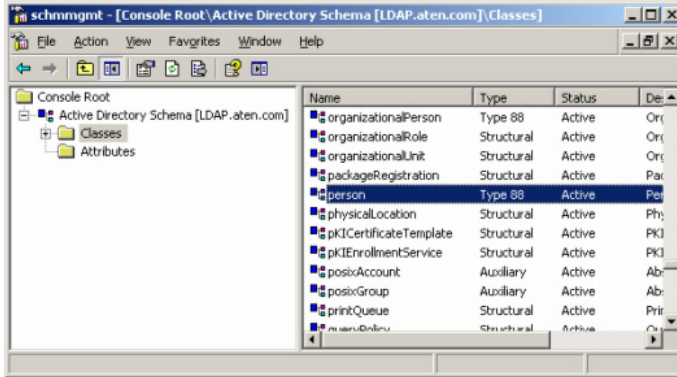 schmmgmt - [Console Root\Active Directory Schema [LDAP.aten.com]\Classes]
File Action View Favorites Window Help
Console Root
Active Directory Schema [LDAP.aten.com]
Classes
Attributes
Name Type Status
organizationalPerson Type 88 Active
organizationalRole Structural Active
organizationalUnit Structural Active
packageRegistration Structural Active
person Type 88 Active
physicalLocation Structural Active
pKICertificateTemplate Structural Active
pKIEnrollmentService Structural Active
posixAccount Auxiliary Active
posixGroup Auxiliary Active
printQueue Structural Active
queryPolicy Structural Active